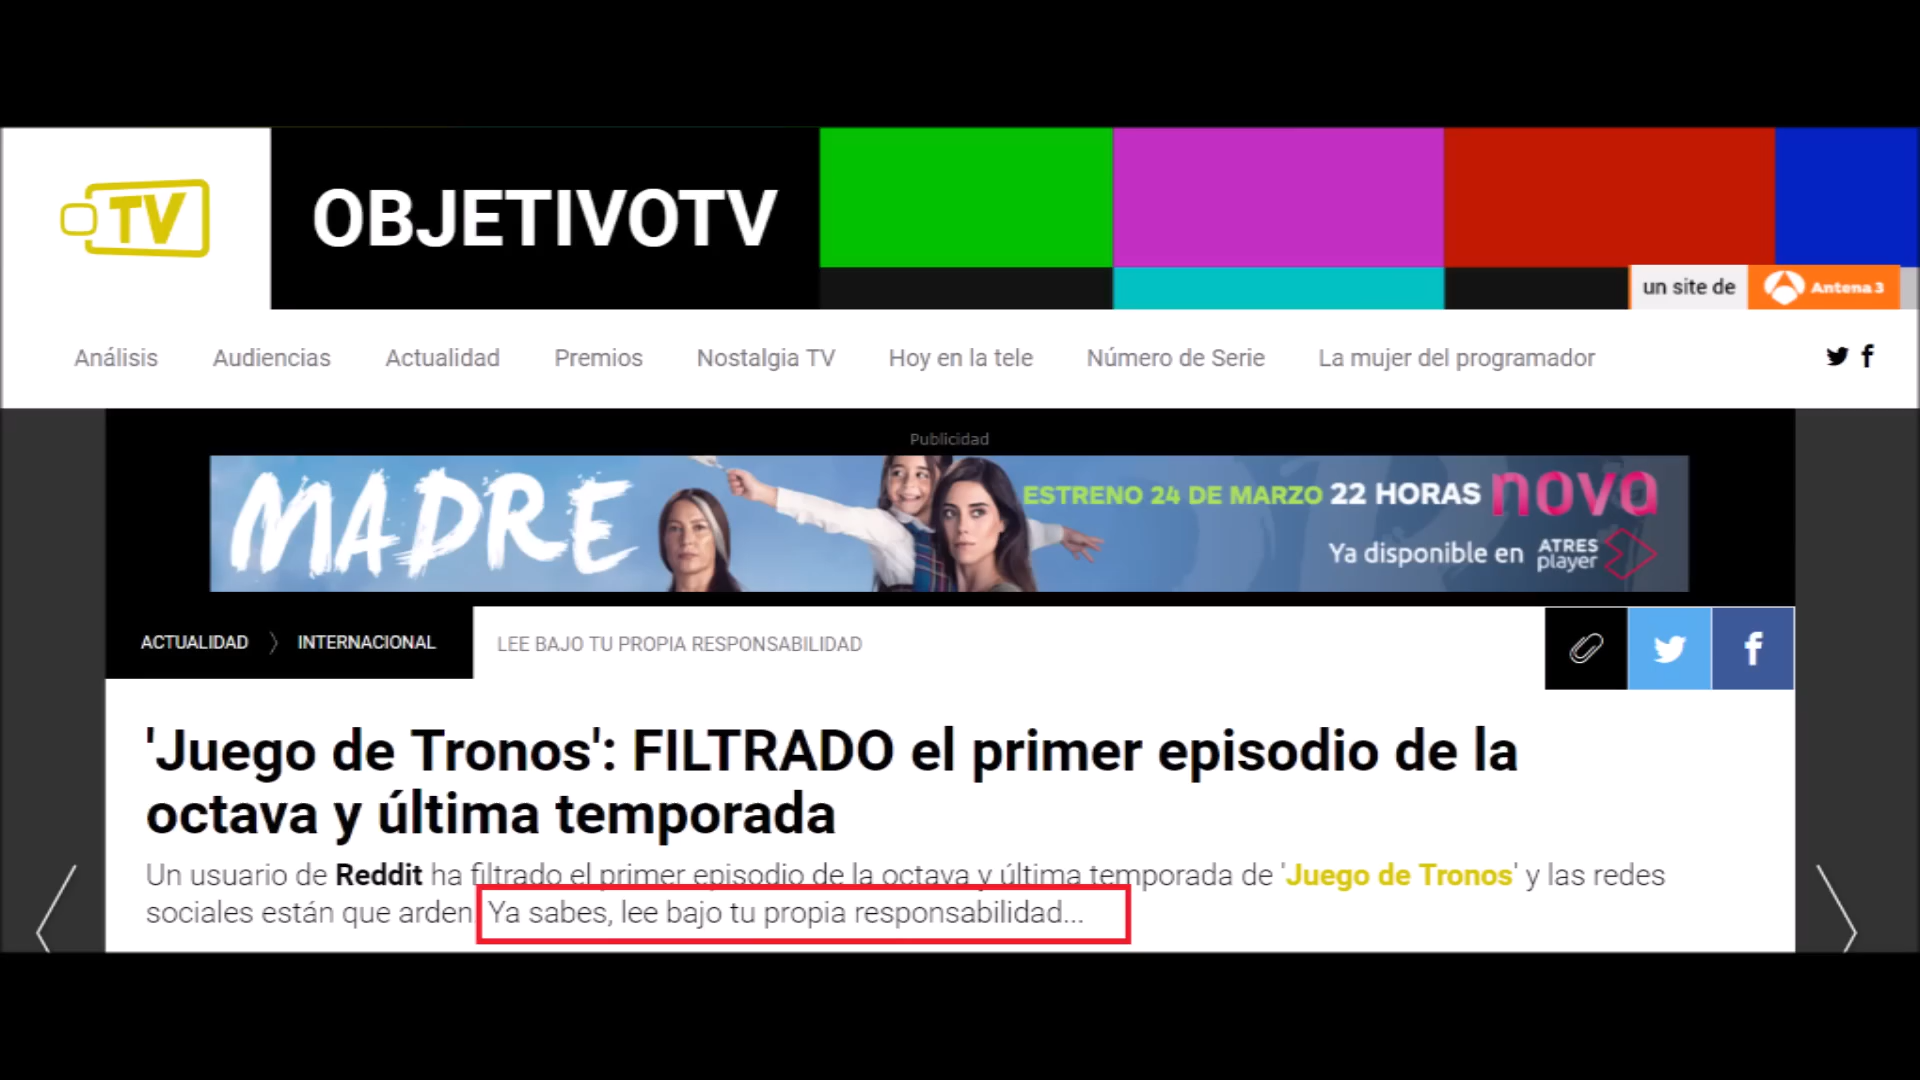 TV
OBJETIVOTV
un site de Antena 3
Análisis Audiencias Actualidad Premios Nostalgia TV Hoy en la tele Número de Serie La mujer del programador
Publicidad
MADRE
ESTRENO 24 DE MARZO 22 HORAS nova
Ya disponible en ATRES player
ACTUALIDAD INTERNACIONAL LEE BAJO TU PROPIA RESPONSABILIDAD
'Juego de Tronos': FILTRADO el primer episodio de la
octava y última temporada
Un usuario de Reddit ha filtrado el primer episodio de la octava y última temporada de 'Juego de Tronos' y las redes
sociales están que arden Ya sabes, lee bajo tu propia responsabilidad...